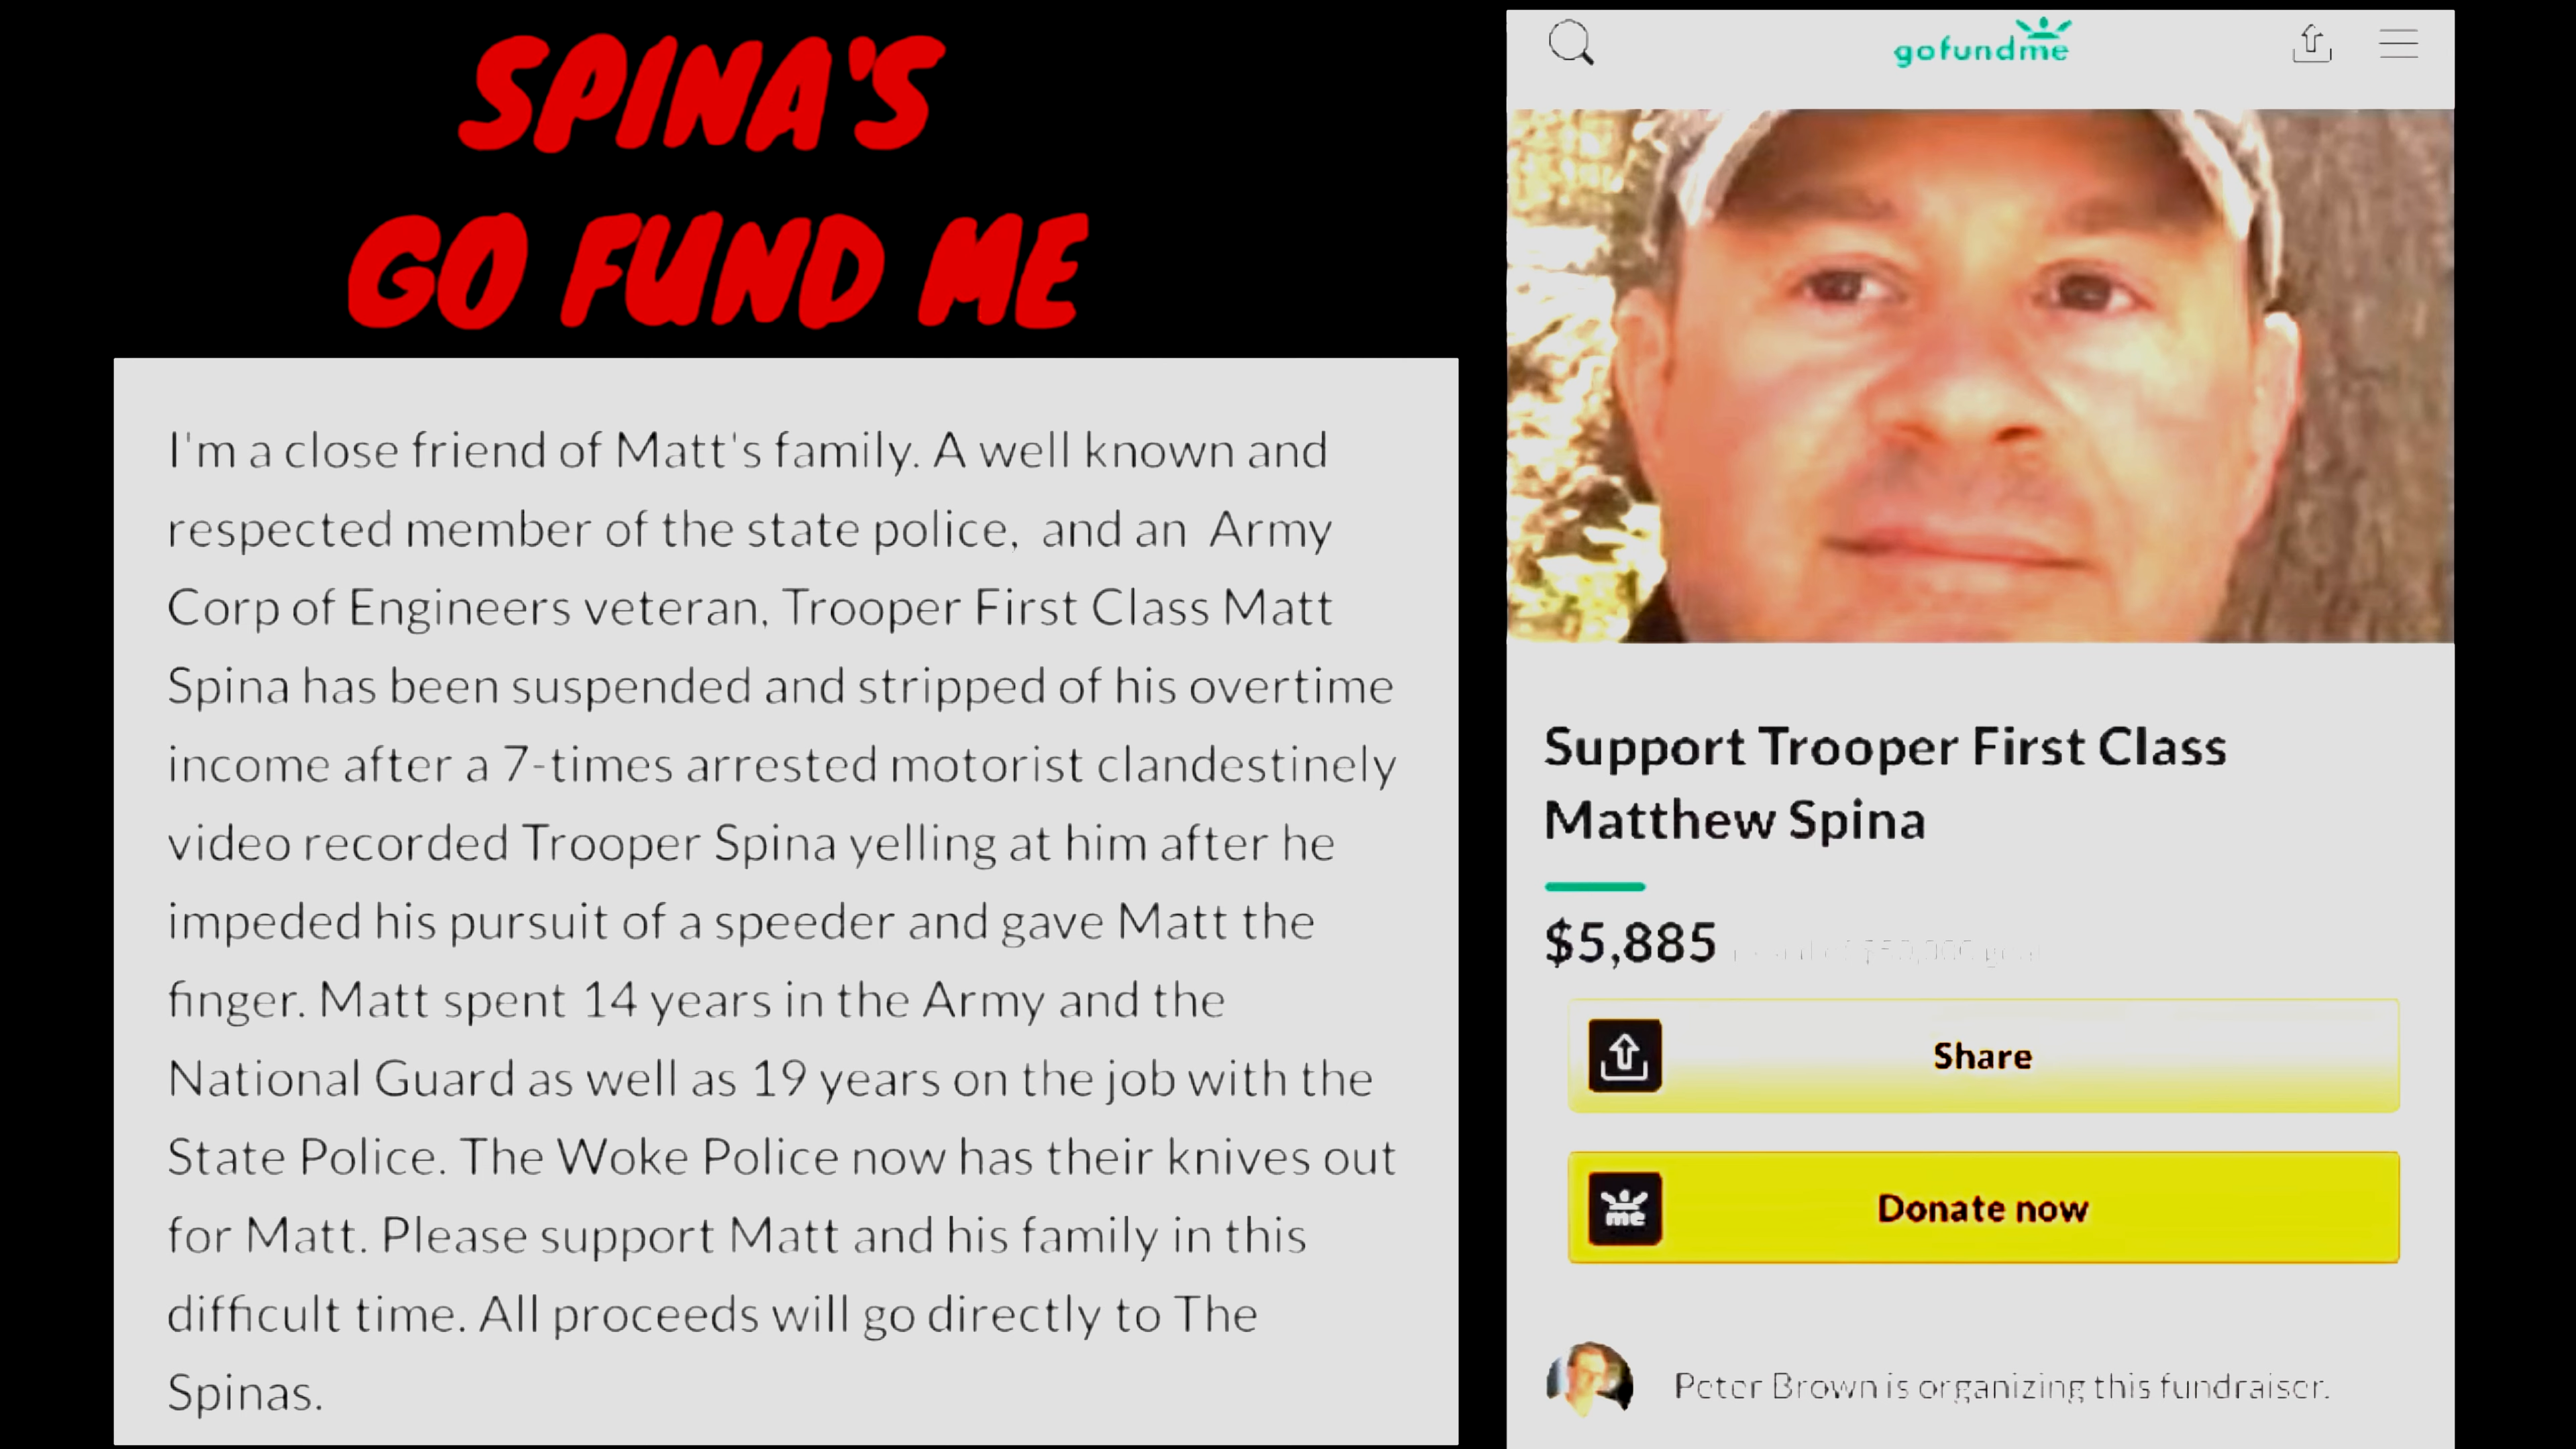 SPINA'S
GO FUND ME
I'm a close friend of Matt's family. A well known and
respected member of the state police, and an Army
Corp of Engineers veteran, Trooper First Class Matt
Spina has been suspended and stripped of his overtime
income after a 7-times arrested motorist clandestinely
video recorded Trooper Spina yelling at him after he
impeded his pursuit of a speeder and gave Matt the
finger. Matt spent 14 years in the Army and the
National Guard as well as 19 years on the job with the
State Police. The Woke Police now has their knives out
for Matt. Please support Matt and his family in this
difficult time. All proceeds will go directly to The
Spinas.
gofundme
Support Trooper First Class
Matthew Spina
$5,885
Share
me
Donate now
Peter Brown is organizing this fundraiser.